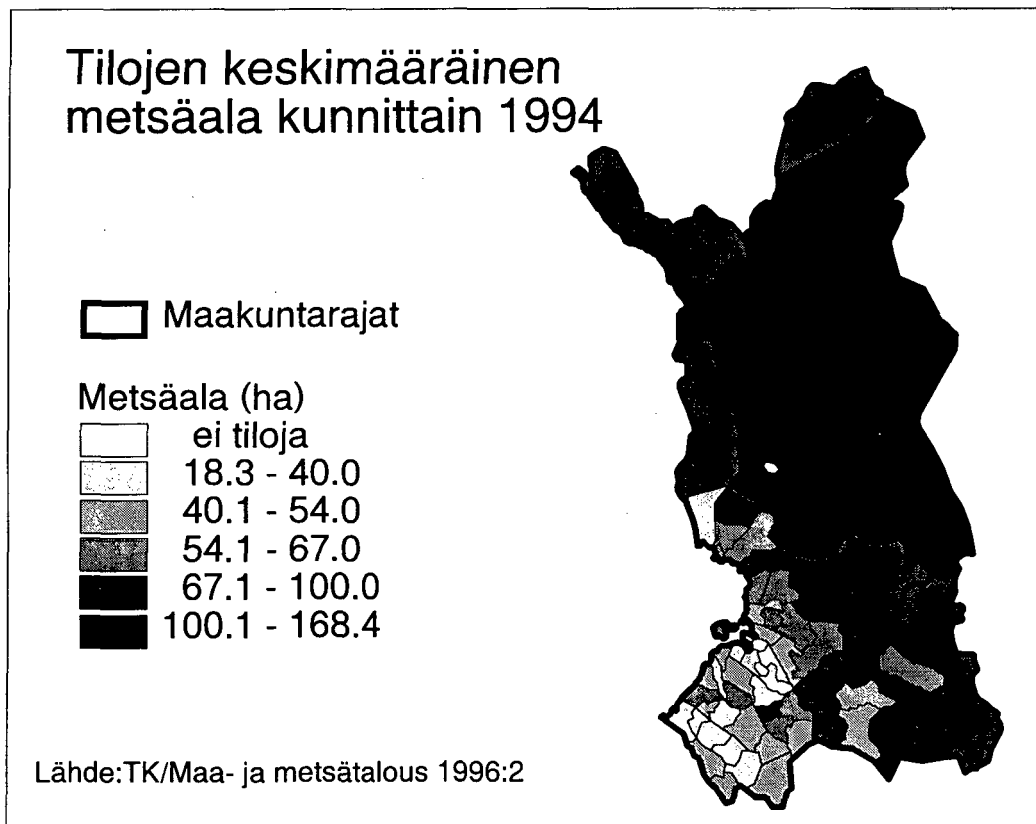 Tilojen keskimääräinen
metsäala kunnittain 1994
Maakuntarajat
Metsäala (ha)
ei tiloja
18.3 - 40.0
40.1 - 54.0
54.1 - 67.0
67.1 - 100.0
100.1 - 168.4
Lähde:TK/Maa- ja metsätalous 1996:2